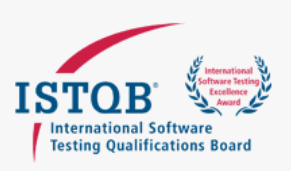 ISTQB®
International Software
Testing Qualifications Board
International
Software Testing
Excellence
Award